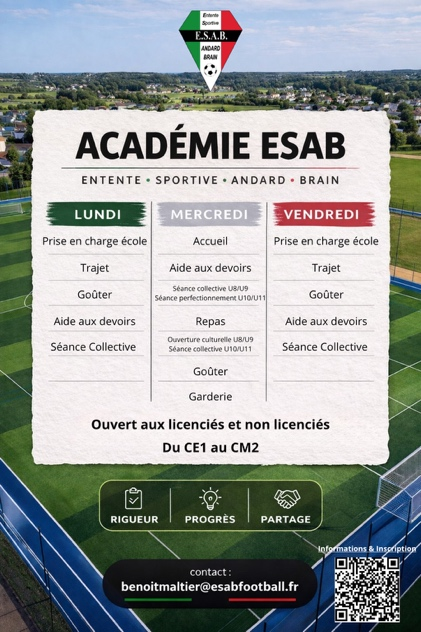 Entente
Sportive
E.S.A.B.
ANDARD
BRAIN
ACADÉMIE ESAB
ENTENTE • SPORTIVE • ANDARD • BRAIN
LUNDI
Prise en charge école
Trajet
Goûter
Aide aux devoirs
Séance Collective
MERCREDI
Accueil
Aide aux devoirs
Séance collective U8/U9
Séance perfectionnement U10/U11
Repas
Ouverture culturelle U8/U9
Séance collective U10/U11
Goûter
Garderie
VENDREDI
Prise en charge école
Trajet
Goûter
Aide aux devoirs
Séance Collective
Ouvert aux licenciés et non licenciés
Du CE1 au CM2
RIGUEUR
PROGRÈS
PARTAGE
Informations & Inscription
contact :
benoitmaltier@esabfootball.fr